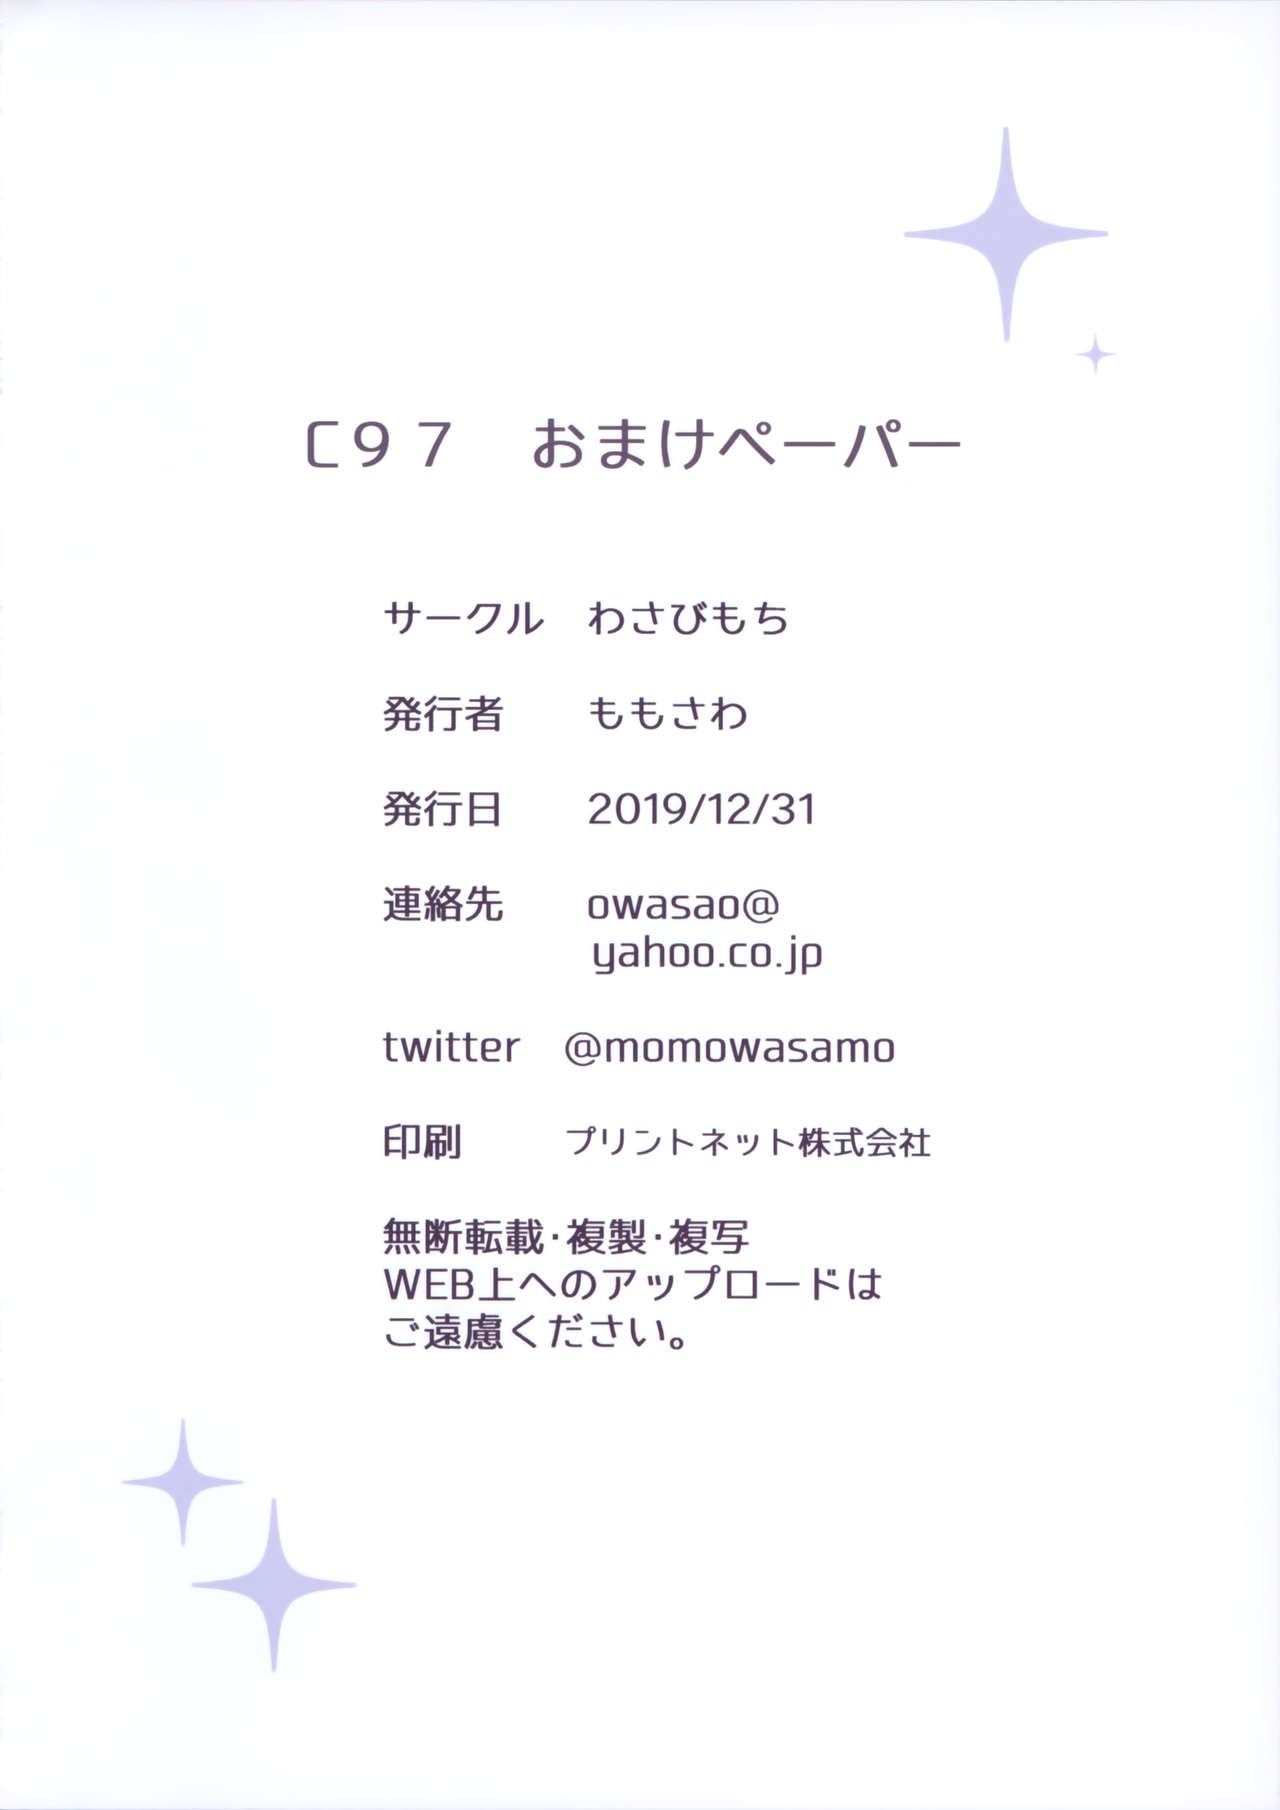 C97　おまけペーパー
サークル　わさびもち
発行者　　ももさわ
発行日　　2019/12/31
連絡先　　owasao@
yahoo.co.jp
twitter　@momowasamo
印刷　　　プリントネット株式会社
無断転載・複製・複写
WEB上へのアップロードは
ご遠慮ください。